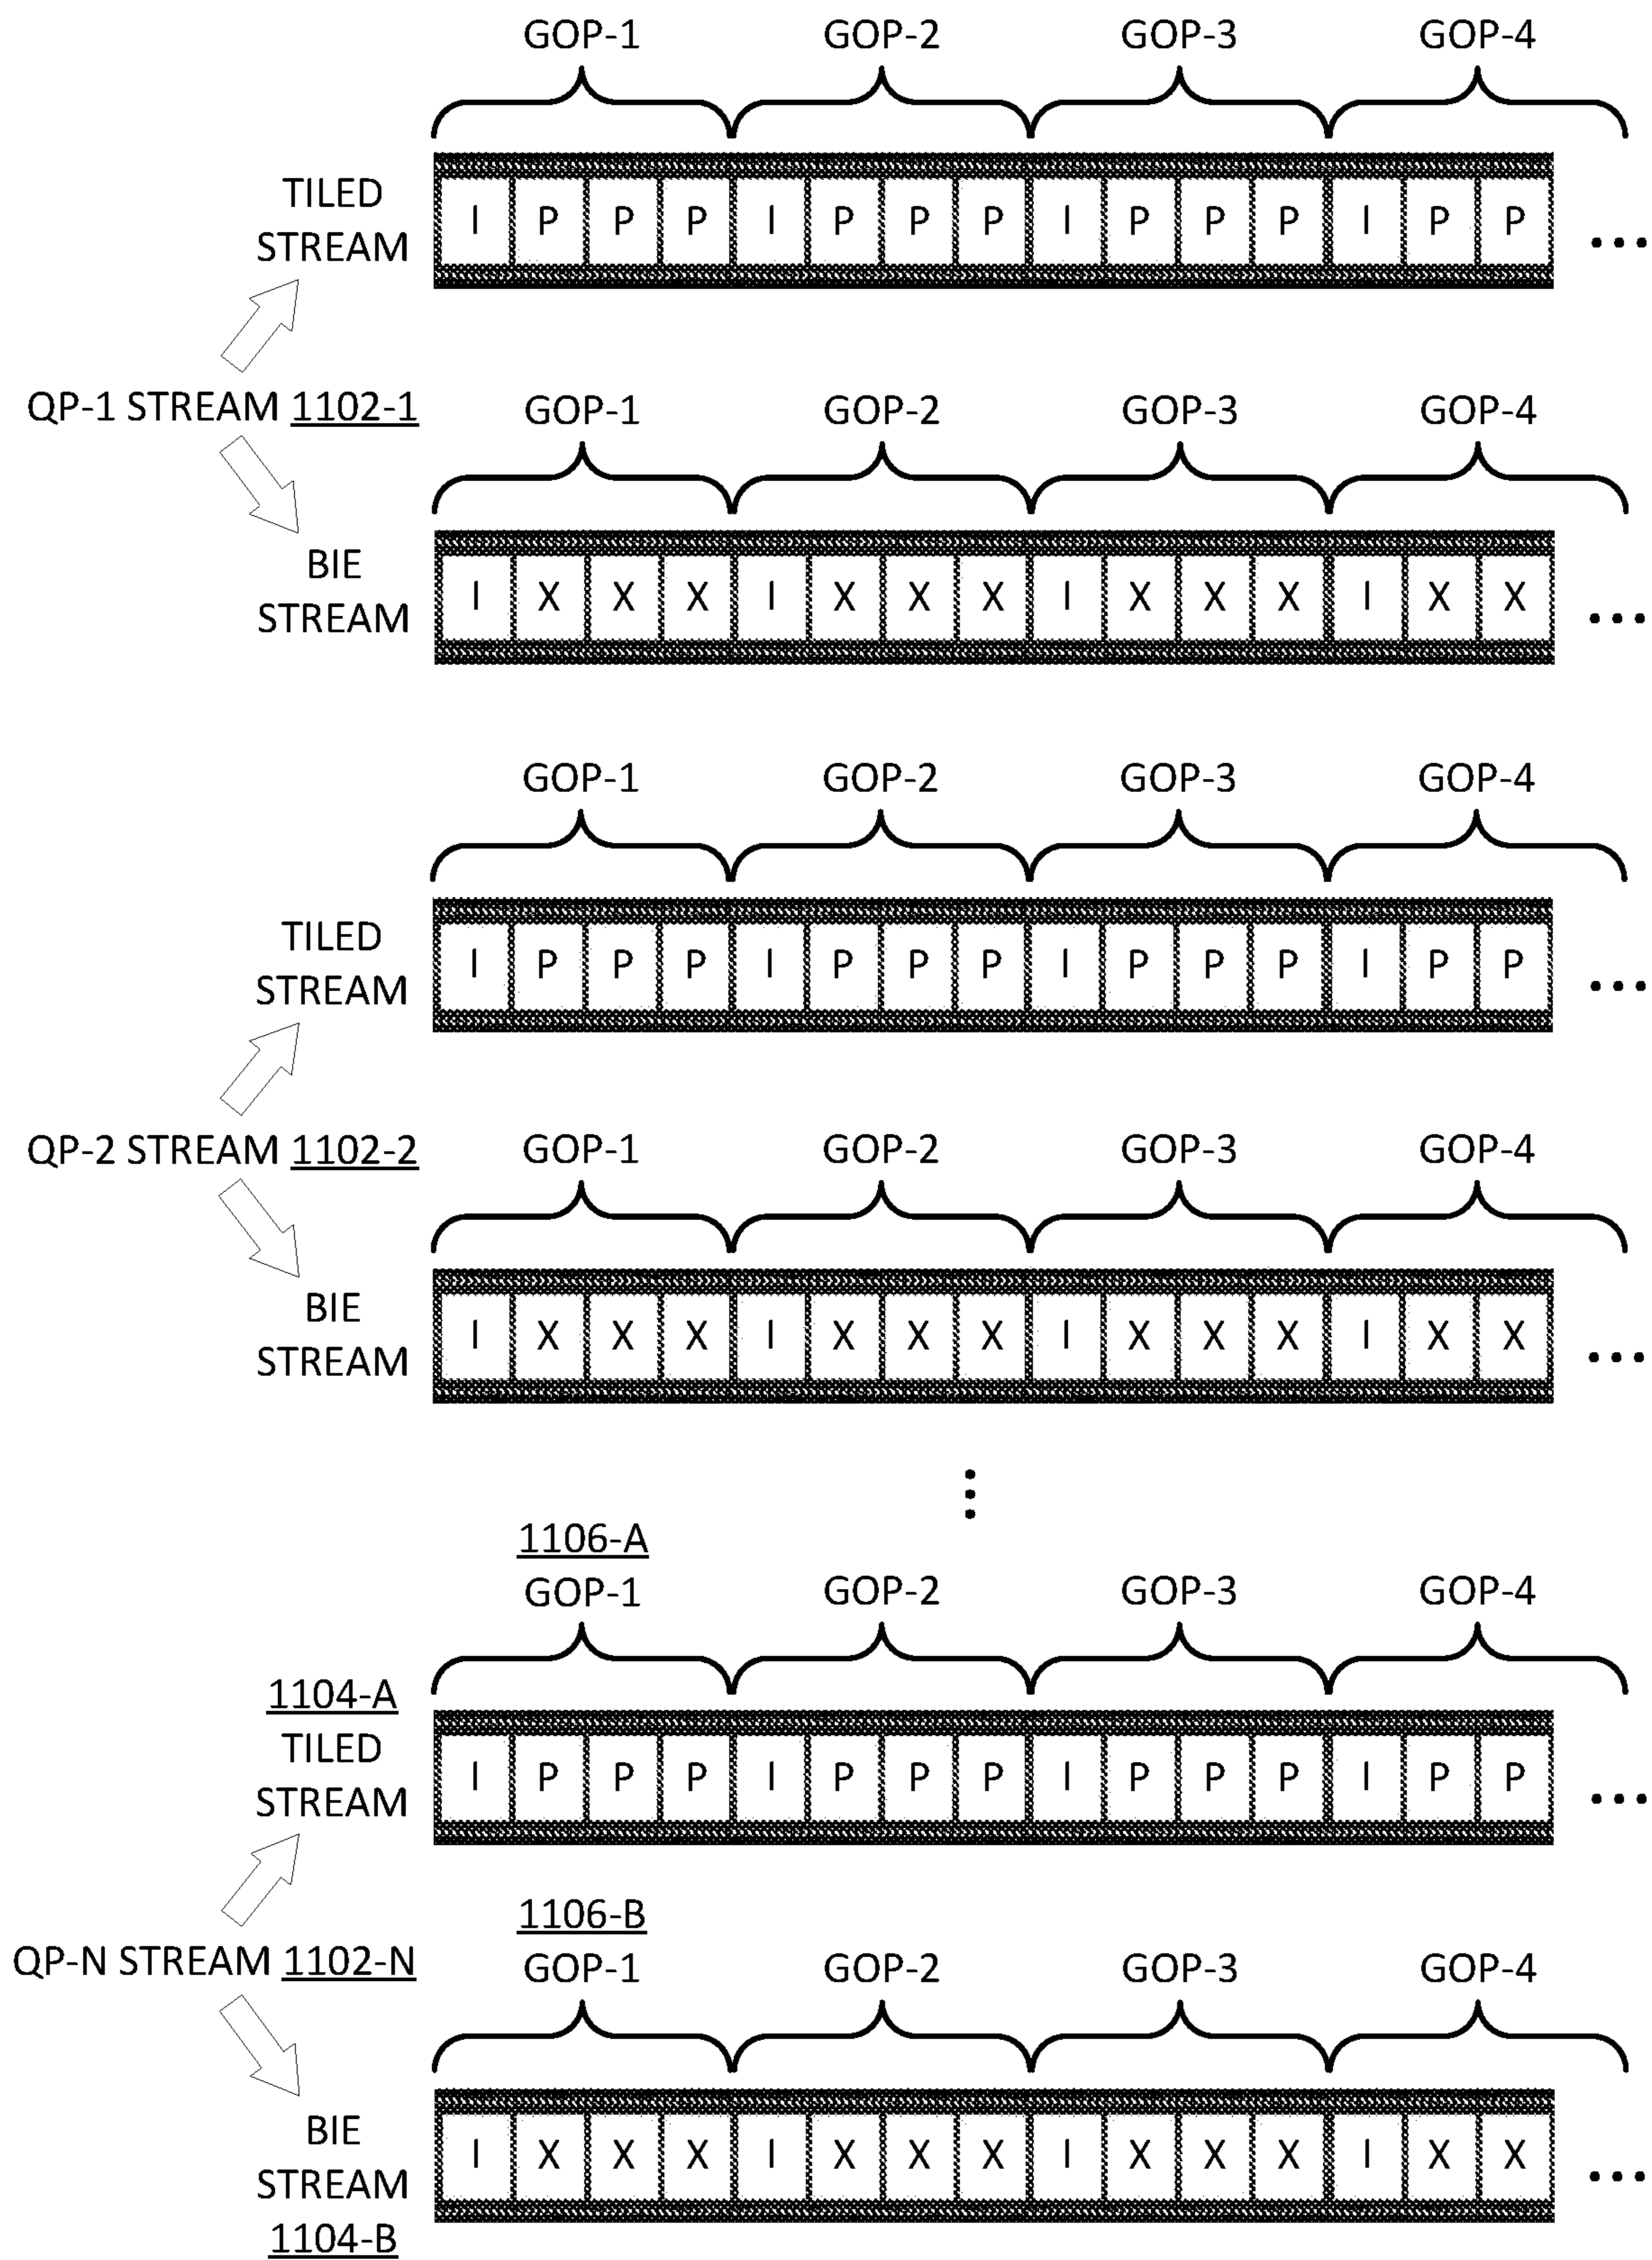 GOP-1 GOP-2 GOP-3 GOP-4
TILED
STREAM
I P P P I P P P I P P P I P P ...
QP-1 STREAM 1102-1
GOP-1 GOP-2 GOP-3 GOP-4
BIE
STREAM
I X X X I X X X I X X X I X X ...
GOP-1 GOP-2 GOP-3 GOP-4
TILED
STREAM
I P P P I P P P I P P P I P P ...
QP-2 STREAM 1102-2
GOP-1 GOP-2 GOP-3 GOP-4
BIE
STREAM
I X X X I X X X I X X X I X X ...
1106-A
GOP-1 GOP-2 GOP-3 GOP-4
1104-A
TILED
STREAM
I P P P I P P P I P P P I P P ...
1106-B
QP-N STREAM 1102-N
GOP-1 GOP-2 GOP-3 GOP-4
BIE
STREAM
1104-B
I X X X I X X X I X X X I X X ...